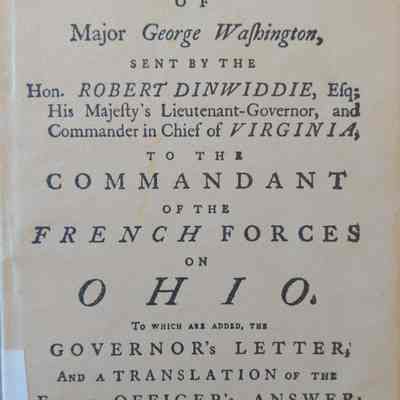 OF
Major George Waſhington,
SENT BY THE
Hon. ROBERT DINWIDDIE, Eſq;
His Majeſty's Lieutenant-Governor, and
Commander in Chief of VIRGINIA,
TO THE
COMMANDANT
OF THE
FRENCH FORCES
ON
OHIO.
TO WHICH ARE ADDED, THE
GOVERNOR'S LETTER;
AND A TRANSLATION OF THE
OFFICER'S ANSWER: